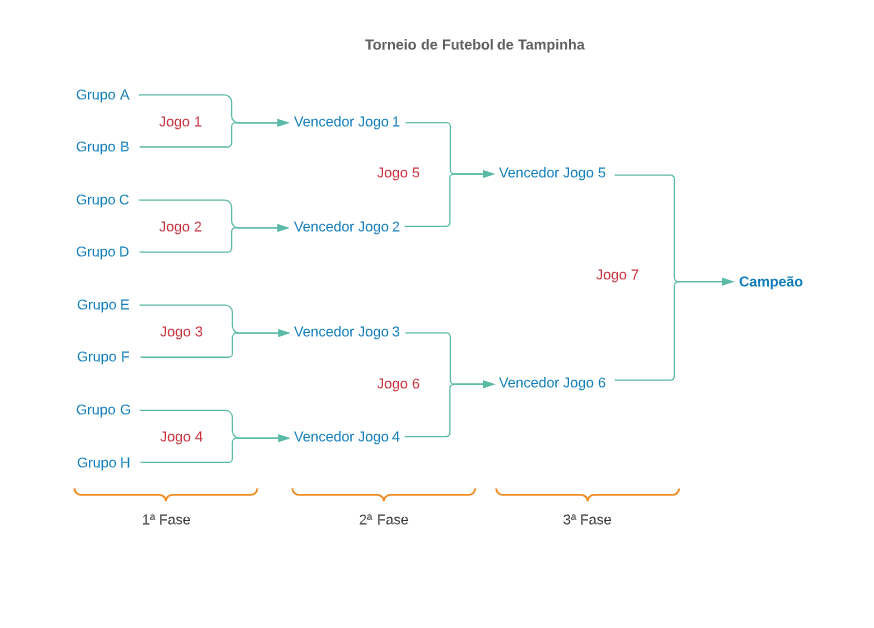 Torneio de Futebol de Tampinha
Grupo A
Jogo 1
Grupo B
Vencedor Jogo 1
Grupo C
Jogo 2
Grupo D
Vencedor Jogo 2
Jogo 5
Vencedor Jogo 5
Grupo E
Jogo 3
Grupo F
Vencedor Jogo 3
Grupo G
Jogo 4
Grupo H
Vencedor Jogo 4
Jogo 6
Vencedor Jogo 6
Jogo 7
Campeão
1ª Fase
2ª Fase
3ª Fase